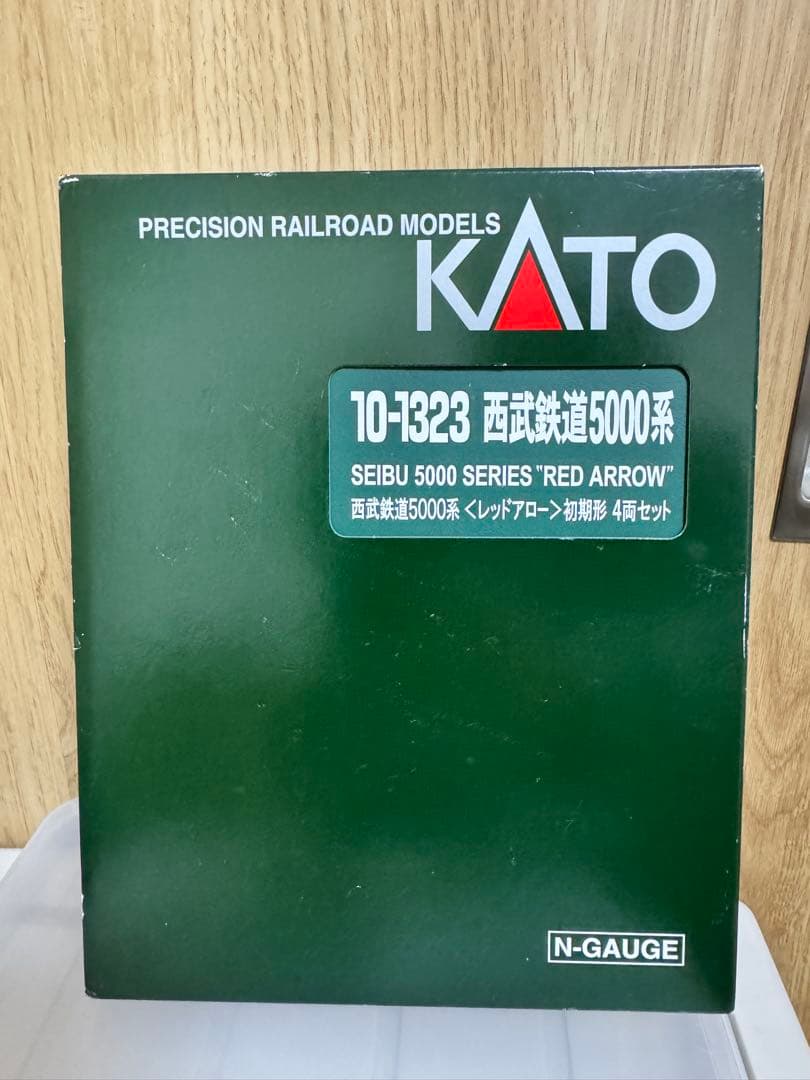 PRECISION RAILROAD MODELS
KATO
10-1323 西武鉄道5000系
SEIBU 5000 SERIES "RED ARROW"
西武鉄道5000系〈レッドアロー〉初期形 4両セット
N-GAUGE